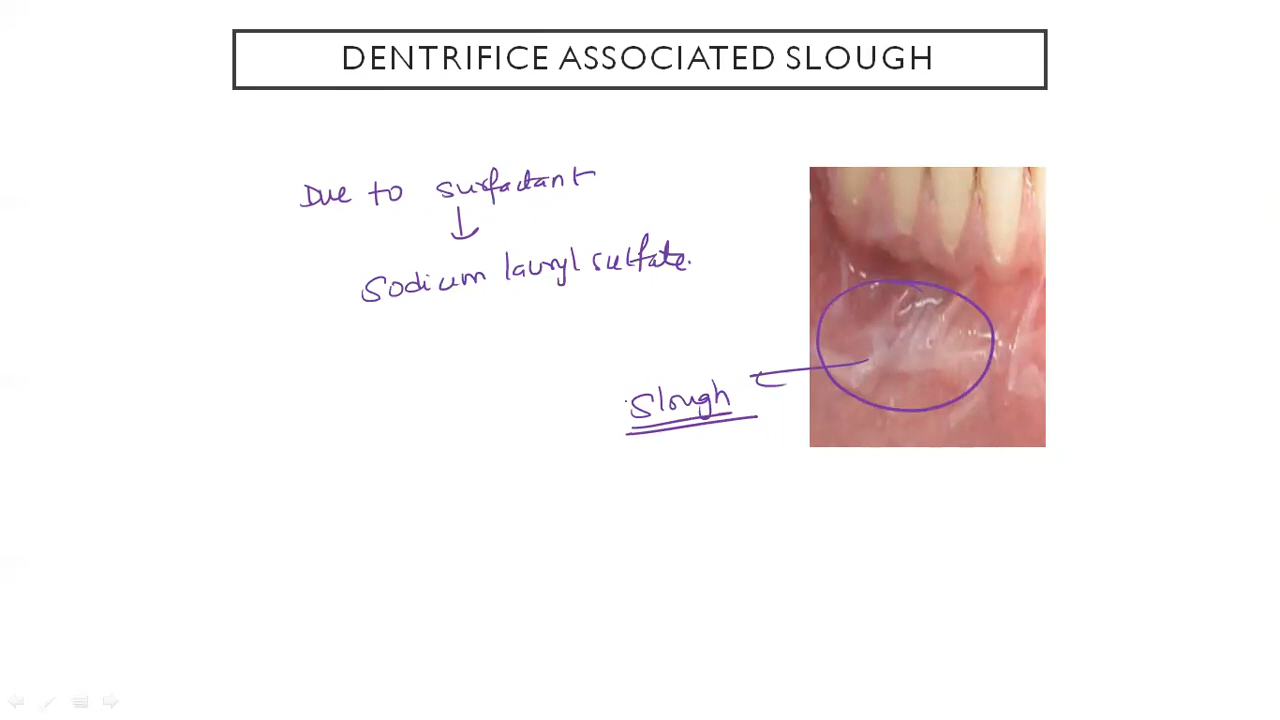 DENTRIFICE ASSOCIATED SLOUGH
Due to surfactant
Sodium lauryl sulfate.
Slough